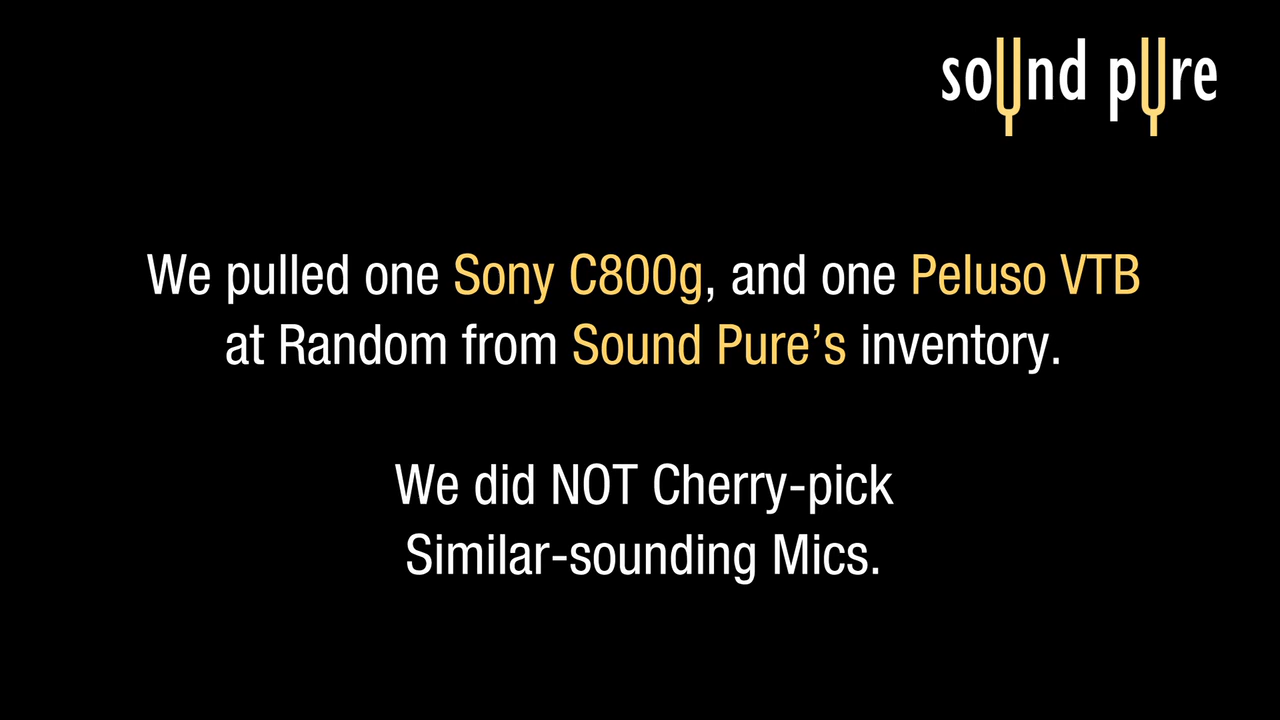 sound pure
We pulled one Sony C800g, and one Peluso VTB
at Random from Sound Pure’s inventory.
We did NOT Cherry-pick
Similar-sounding Mics.